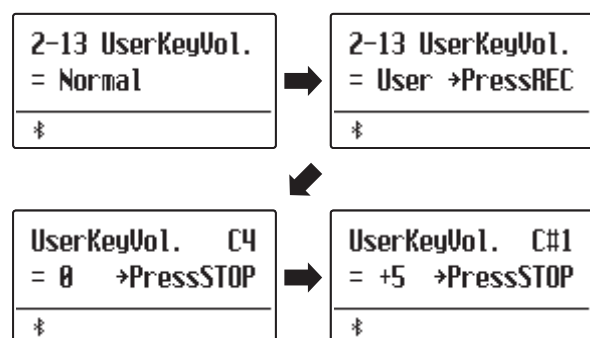 2-13 UserKeyVol.
= Normal
2-13 UserKeyVol.
= User →PressREC
UserKeyVol. C4
= 0 →PressSTOP
UserKeyVol. C#1
= +5 →PressSTOP